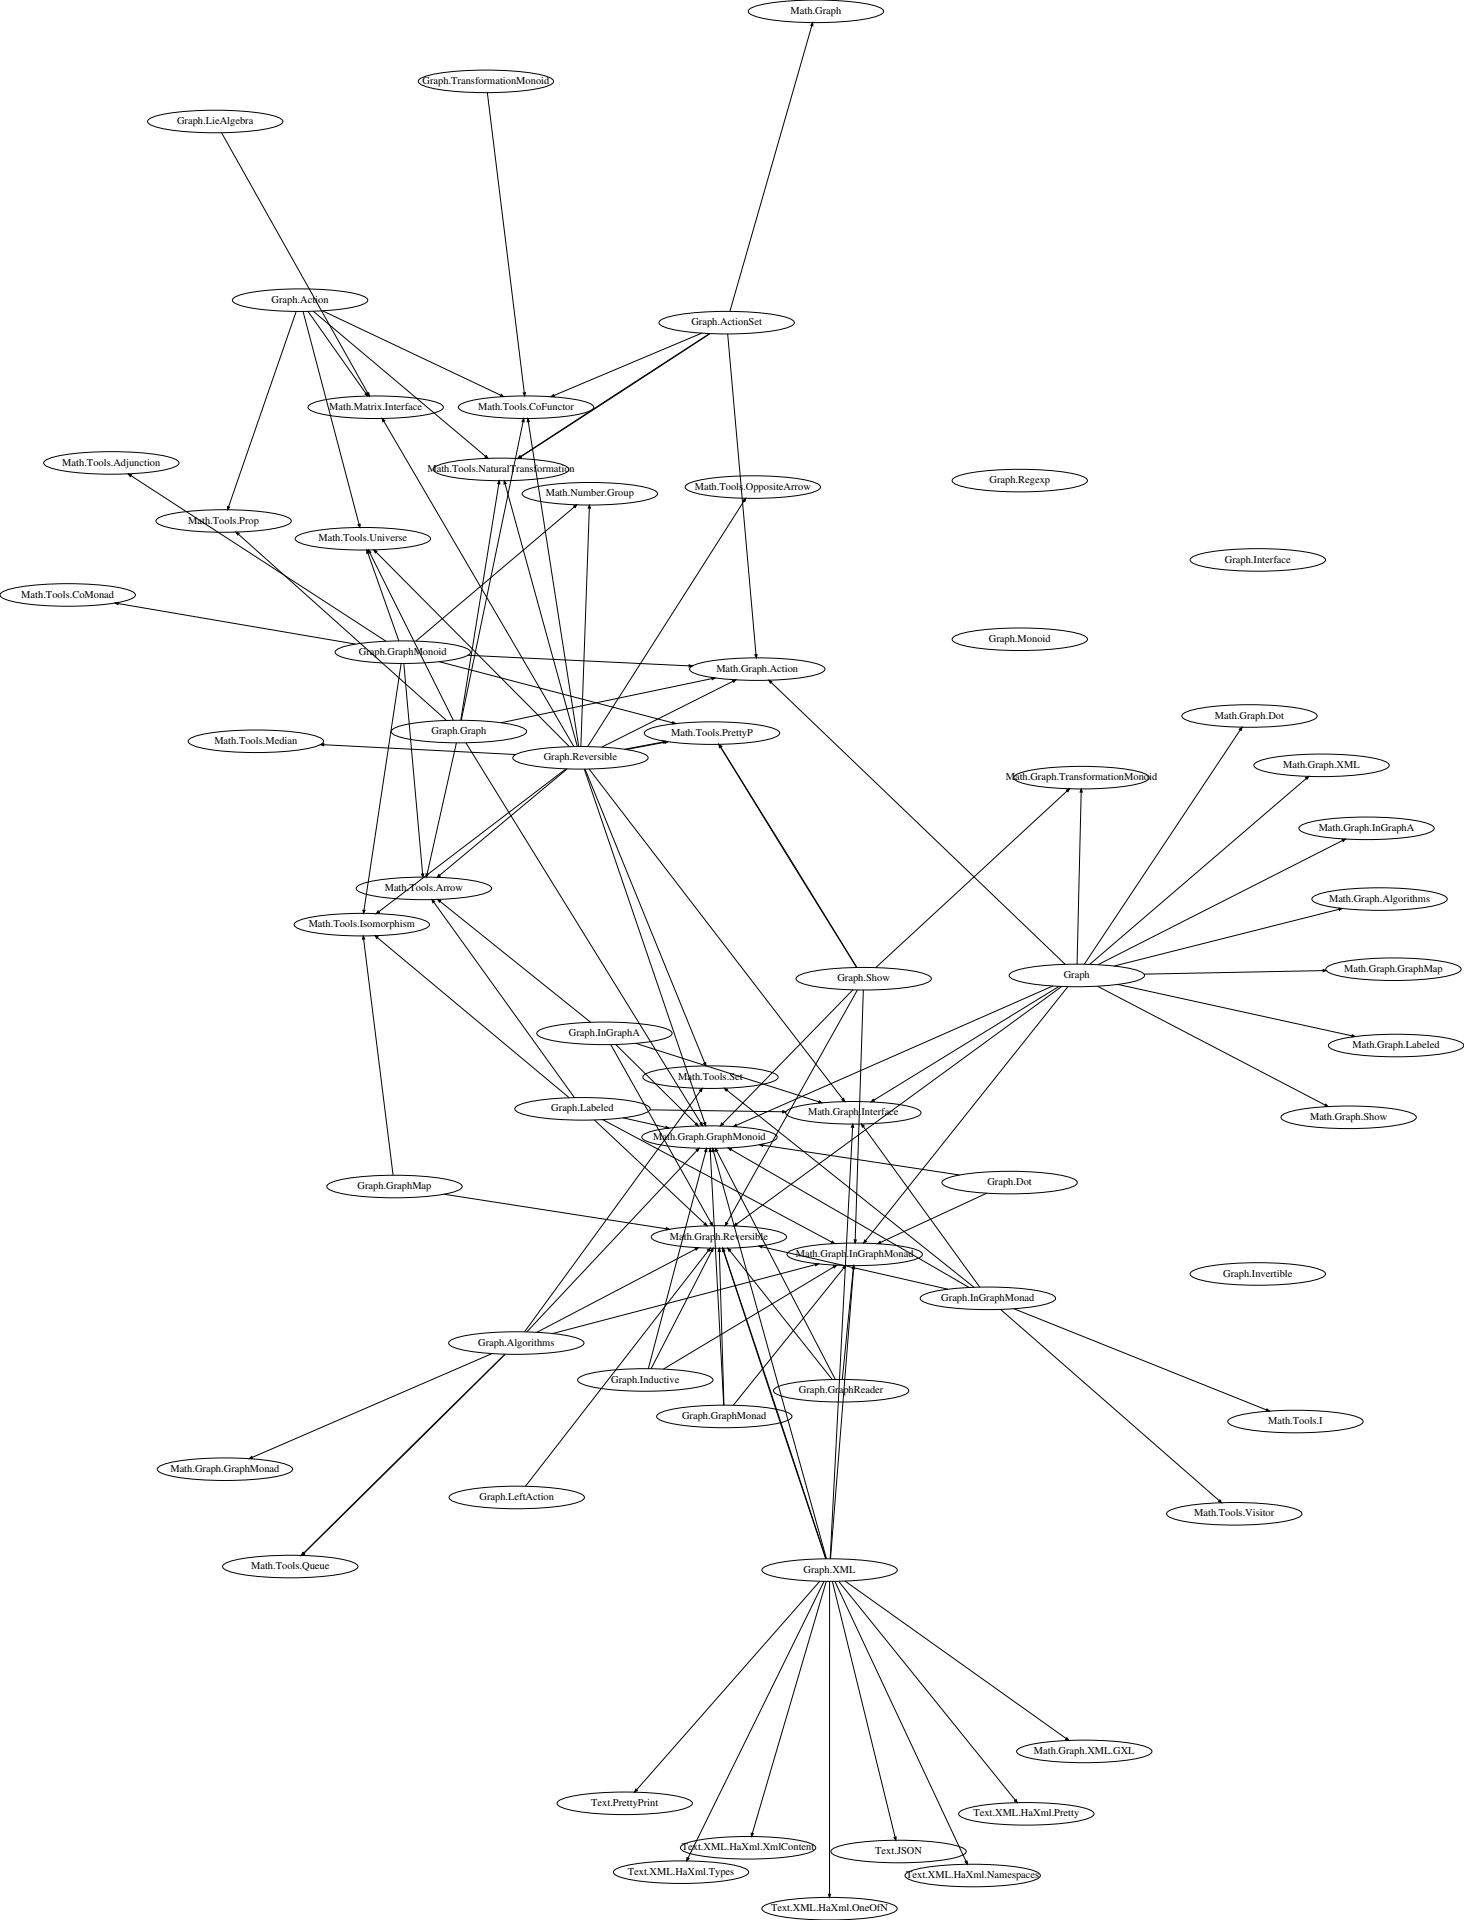 Math.Graph
Graph.TransformationMonoid
Graph.LieAlgebra
Graph.Action
Graph.ActionSet
Math.Matrix.Interface
Math.Tools.CoFunctor
Math.Tools.Adjunction
Math.Tools.NaturalTransformation
Graph.Regexp
Math.Tools.OppositeArrow
Math.Number.Group
Math.Tools.Prop
Math.Tools.Universe
Graph.Interface
Math.Tools.CoMonad
Graph.Monoid
Graph.GraphMonoid
Math.Graph.Action
Math.Graph.Dot
Graph.Graph
Math.Tools.PrettyP
Math.Tools.Median
Graph.Reversible
Math.Graph.XML
Math.Graph.TransformationMonoid
Math.Graph.InGraphA
Math.Tools.Arrow
Math.Graph.Algorithms
Math.Tools.Isomorphism
Math.Graph.GraphMap
Graph
Graph.Show
Graph.InGraphA
Math.Graph.Labeled
Math.Tools.Set
Graph.Labeled
Math.Graph.Interface
Math.Graph.Show
Math.Graph.GraphMonoid
Graph.Dot
Graph.GraphMap
Math.Graph.Reversible
Math.Graph.InGraphMonad
Graph.Invertible
Graph.InGraphMonad
Graph.Algorithms
Graph.Inductive
Graph.GraphReader
Graph.GraphMonad
Math.Tools.I
Math.Graph.GraphMonad
Graph.LeftAction
Math.Tools.Visitor
Math.Tools.Queue
Graph.XML
Math.Graph.XML.GXL
Text.PrettyPrint
Text.XML.HaXml.Pretty
Text.XML.HaXml.XmlContent
Text.JSON
Text.XML.HaXml.Types
Text.XML.HaXml.Namespaces
Text.XML.HaXml.OneOfN